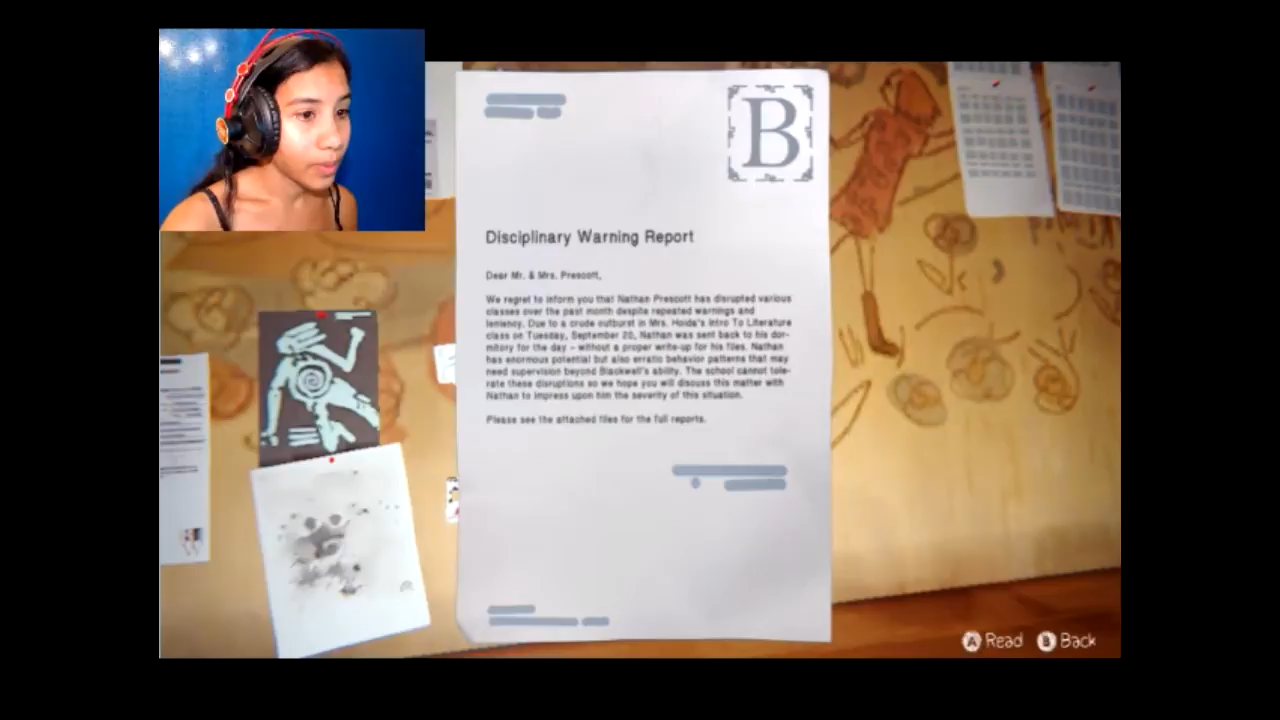 B
Disciplinary Warning Report
Dear Mr. & Mrs. Prescott,
We regret to inform you that Nathan Prescott has disrupted various
classes over the past month despite repeated warnings and
leniency. Due to a crude outburst in Mrs. Hoida's Intro To Literature
class on Tuesday, September 20, Nathan was sent back to his dor-
mitory for the day - without a proper write-up for his files. Nathan
has enormous potential but also erratic behavior patterns that may
need supervision beyond Blackwell's ability. The school cannot tole-
rate these disruptions so we hope you will discuss this matter with
Nathan to impress upon him the severity of this situation.
Please see the attached files for the full reports.
A Read B Back